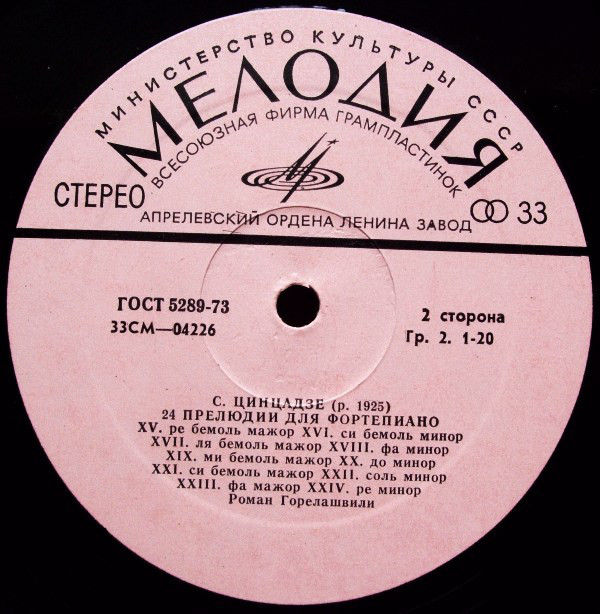 МИНИСТЕРСТВО КУЛЬТУРЫ СССР
МЕЛОДИЯ
ВСЕСОЮЗНАЯ ФИРМА ГРАМПЛАСТИНОК
СТЕРЕО
33
АПРЕЛЕВСКИЙ ОРДЕНА ЛЕНИНА ЗАВОД
ГОСТ 5289-73
33СМ—04226
2 сторона
Гр. 2. 1-20
С. ЦИНЦАДЗЕ (р. 1925)
24 ПРЕЛЮДИИ ДЛЯ ФОРТЕПИАНО
XV. ре бемоль мажор XVI. си бемоль минор
XVII. ля бемоль мажор XVIII. фа минор
XIX. ми бемоль мажор XX. до минор
XXI. си бемоль мажор XXII. соль минор
XXIII. фа мажор XXIV. ре минор
Роман Горелашвили